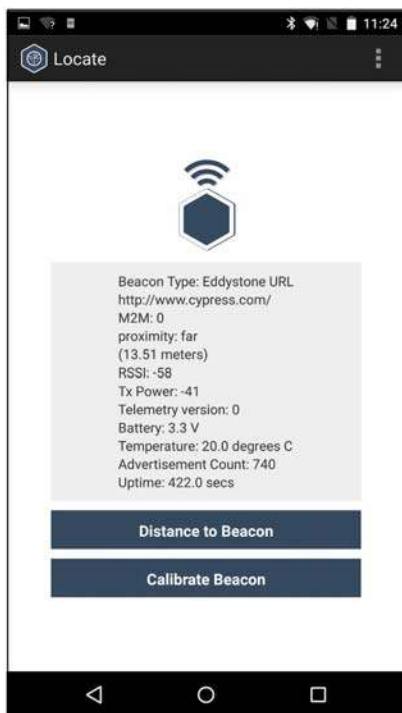 11:24
Locate
Beacon Type: Eddystone URL
http://www.cypress.com/
M2M: 0
proximity: far
(13.51 meters)
RSSI: -58
Tx Power: -41
Telemetry version: 0
Battery: 3.3 V
Temperature: 20.0 degrees C
Advertisement Count: 740
Uptime: 422.0 secs
Distance to Beacon
Calibrate Beacon